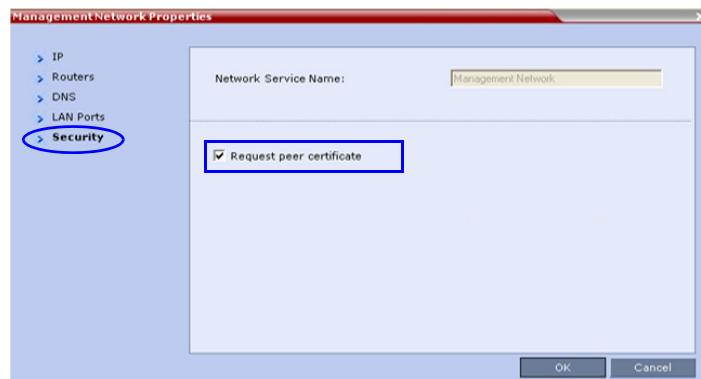 Management Network Properties
IP
Routers
DNS
LAN Ports
Security
Network Service Name:
Management Network
Request peer certificate
OK
Cancel